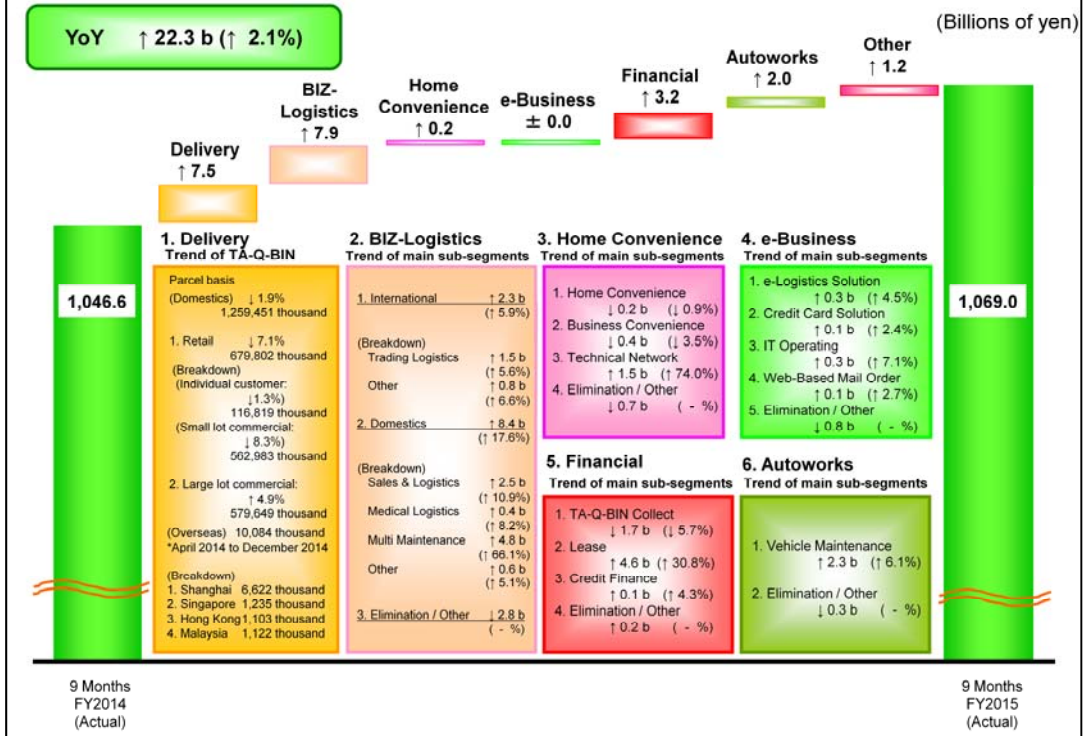 YoY ↑ 22.3 b (↑ 2.1%)
(Billions of yen)
Delivery
↑ 7.5
BIZ-
Logistics
↑ 7.9
Home
Convenience
↑ 0.2
e-Business
± 0.0
Financial
↑ 3.2
Autoworks
↑ 2.0
Other
↑ 1.2
1,046.6
1. Delivery
Trend of TA-Q-BIN
Parcel basis
(Domestics) ↓ 1.9%
1,259,451 thousand
1. Retail ↓ 7.1%
679,802 thousand
(Breakdown)
(Individual customer:
↓1.3%)
116,819 thousand
(Small lot commercial:
↓ 8.3%)
562,983 thousand
2. Large lot commercial:
↑ 4.9%
579,649 thousand
(Overseas) 10,084 thousand
*April 2014 to December 2014
(Breakdown)
1. Shanghai 6,622 thousand
2. Singapore 1,235 thousand
3. Hong Kong 1,103 thousand
4. Malaysia 1,122 thousand
2. BIZ-Logistics
Trend of main sub-segments
1. International ↑ 2.3 b
(↑ 5.9%)
(Breakdown)
Trading Logistics ↑ 1.5 b
(↑ 5.6%)
Other ↑ 0.8 b
(↑ 6.6%)
2. Domestics ↑ 8.4 b
(↑ 17.6%)
(Breakdown)
Sales & Logistics ↑ 2.5 b
(↑ 10.9%)
Medical Logistics ↑ 0.4 b
(↑ 8.2%)
Multi Maintenance ↑ 4.8 b
(↑ 66.1%)
Other ↑ 0.6 b
(↑ 5.1%)
3. Elimination / Other ↓ 2.8 b
( - %)
3. Home Convenience
Trend of main sub-segments
1. Home Convenience
↓ 0.2 b (↓ 0.9%)
2. Business Convenience
↓ 0.4 b (↓ 3.5%)
3. Technical Network
↑ 1.5 b (↑ 74.0%)
4. Elimination / Other
↓ 0.7 b ( - %)
4. e-Business
Trend of main sub-segments
1. e-Logistics Solution
↑ 0.3 b (↑ 4.5%)
2. Credit Card Solution
↑ 0.1 b (↑ 2.4%)
3. IT Operating
↑ 0.3 b (↑ 7.1%)
4. Web-Based Mail Order
↑ 0.1 b (↑ 2.7%)
5. Elimination / Other
↓ 0.8 b ( - %)
5. Financial
Trend of main sub-segments
1. TA-Q-BIN Collect
↓ 1.7 b (↓ 5.7%)
2. Lease
↑ 4.6 b (↑ 30.8%)
3. Credit Finance
↑ 0.1 b (↑ 4.3%)
4. Elimination / Other
↑ 0.2 b ( - %)
6. Autoworks
Trend of main sub-segments
1. Vehicle Maintenance
↑ 2.3 b (↑ 6.1%)
2. Elimination / Other
↓ 0.3 b ( - %)
1,069.0
9 Months
FY2014
(Actual)
9 Months
FY2015
(Actual)